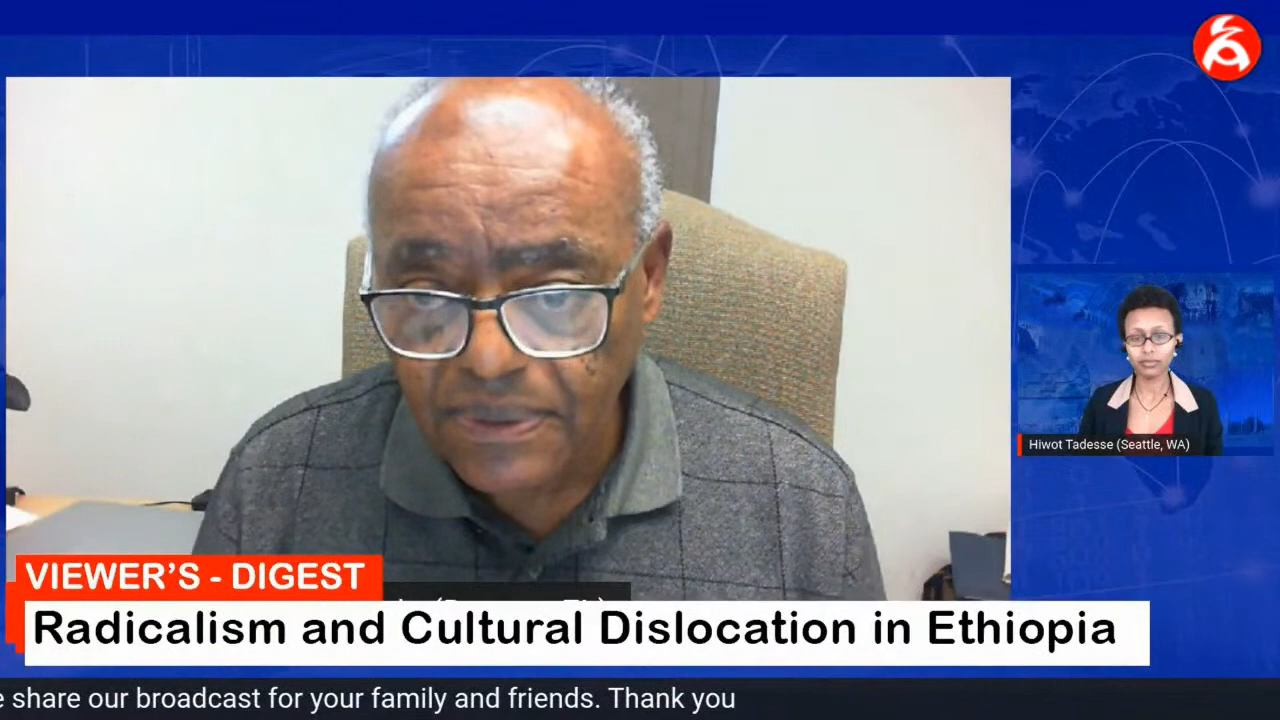 Hiwot Tadesse (Seattle, WA)
VIEWER'S - DIGEST
Radicalism and Cultural Dislocation in Ethiopia
share our broadcast for your family and friends. Thank you